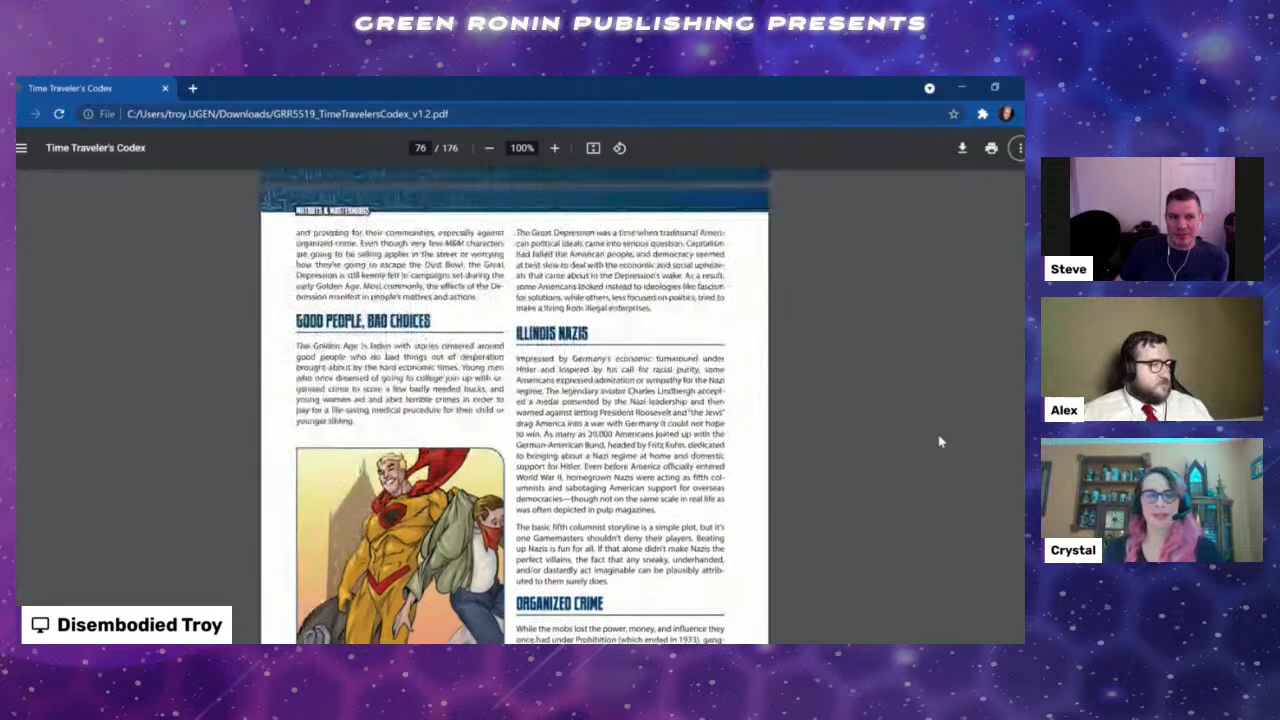 GREEN RONIN PUBLISHING PRESENTS
Time Traveler's Codex
File
C:/Users/troy.UGEN/Downloads/GRR5519_TimeTravelersCodex_v1.2.pdf
Time Traveler's Codex
76 / 176
100%
MUTANTS & MASTERMINDS
and providing for their communities, especially against
organized crime. Even though very few M&M characters
are going to be selling apples in the street or worrying
how they're going to escape the Dust Bowl, the Great
Depression is still keenly felt in campaigns set during the
early Golden Age. Most commonly, the effects of the De-
pression manifest in people's motives and actions.
GOOD PEOPLE, BAD CHOICES
The Golden Age is laden with stories centered around
good people who do bad things out of desperation
brought about by the hard economic times. Young men
who once dreamed of going to college join up with or-
ganized crime to score a few badly needed bucks, and
young women aid and abet terrible crimes in order to
pay for a life-saving medical procedure for their child or
younger sibling.
The Great Depression was a time when traditional Ameri-
can political ideals came into serious question. Capitalism
had failed the American people, and democracy seemed
at best slow to deal with the economic and social upheav-
als that came about in the Depression's wake. As a result,
some Americans looked instead to ideologies like fascism
for solutions, while others, less focused on politics, tried to
make a living from illegal enterprises.
ILLINOIS NAZIS
Impressed by Germany's economic turnaround under
Hitler and inspired by his call for racial purity, some
Americans expressed admiration or sympathy for the Nazi
regime. The legendary aviator Charles Lindbergh accept-
ed a medal presented by the Nazi leadership and then
warned against letting President Roosevelt and "the Jews"
drag America into a war with Germany it could not hope
to win. As many as 20,000 Americans joined up with the
German-American Bund, headed by Fritz Kuhn, dedicated
to bringing about a Nazi regime at home and domestic
support for Hitler. Even before America officially entered
World War II, homegrown Nazis were acting as fifth col-
umnists and sabotaging American support for overseas
democracies—though not on the same scale in real life as
was often depicted in pulp magazines.
The basic fifth columnist storyline is a simple plot, but it's
one Gamemasters shouldn't deny their players. Beating
up Nazis is fun for all. If that alone didn't make Nazis the
perfect villains, the fact that any sneaky, underhanded,
and/or dastardly act imaginable can be plausibly attrib-
uted to them surely does.
ORGANIZED CRIME
While the mobs lost the power, money, and influence they
once had under Prohibition (which ended in 1933), gang-
Steve
Alex
Crystal
Disembodied Troy